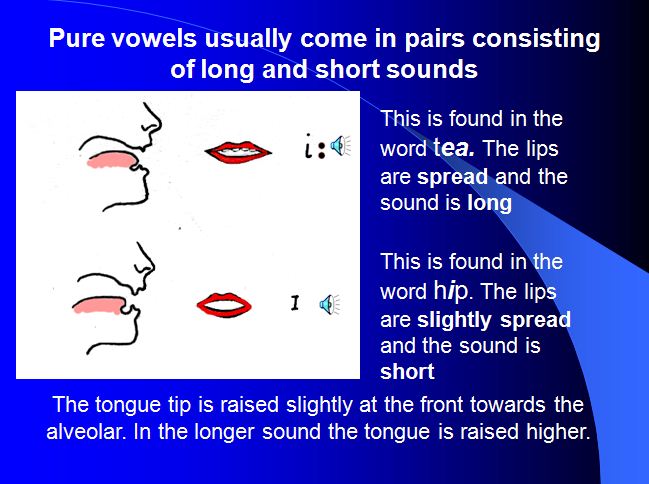 Pure vowels usually come in pairs consisting
of long and short sounds
i:
This is found in the
word tea. The lips
are spread and the
sound is long
I
This is found in the
word hip. The lips
are slightly spread
and the sound is
short
The tongue tip is raised slightly at the front towards the
alveolar. In the longer sound the tongue is raised higher.